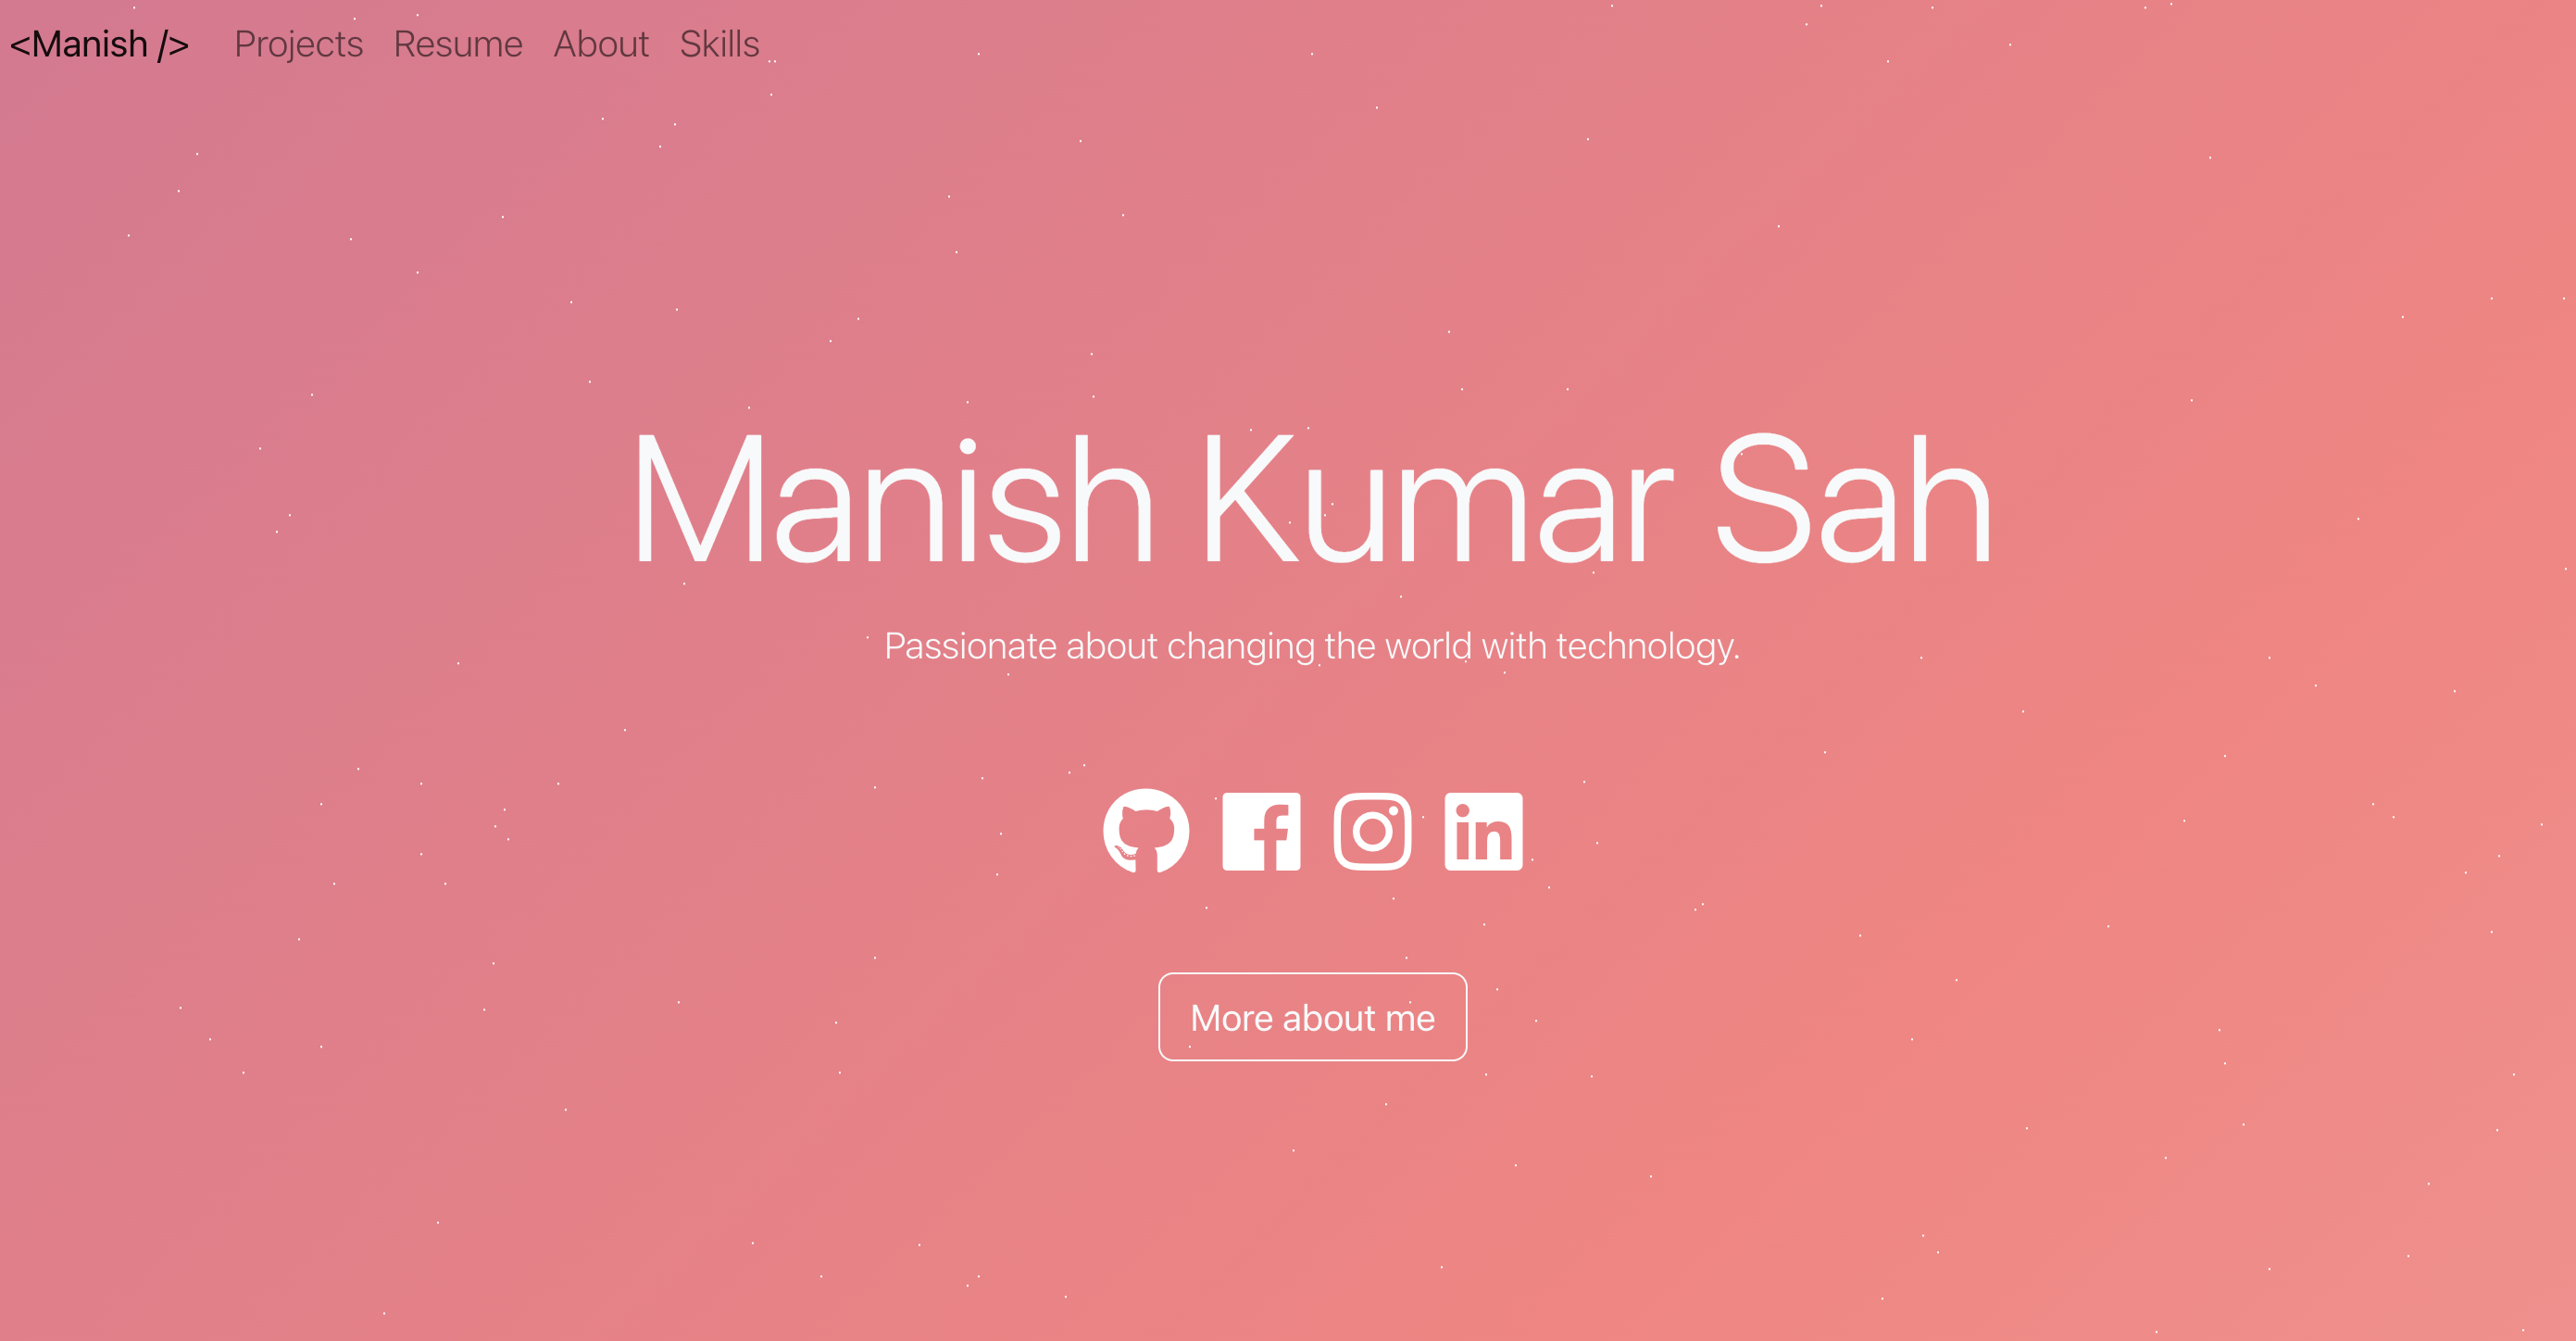 <Manish /> Projects Resume About Skills
Manish Kumar Sah
Passionate about changing the world with technology.
More about me